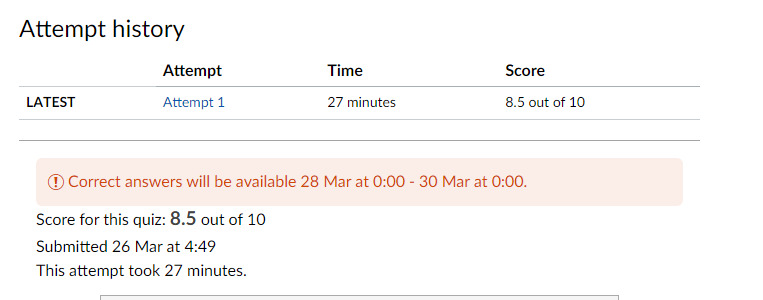 Attempt history
Attempt Time Score
LATEST Attempt 1 27 minutes 8.5 out of 10
Correct answers will be available 28 Mar at 0:00 - 30 Mar at 0:00.
Score for this quiz: 8.5 out of 10
Submitted 26 Mar at 4:49
This attempt took 27 minutes.